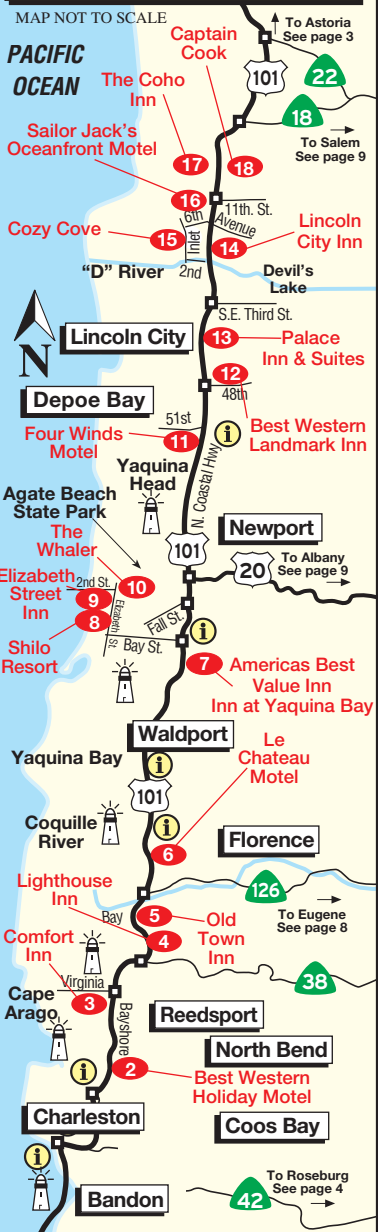 MAP NOT TO SCALE
To Astoria
See page 3
PACIFIC
OCEAN
Captain
Cook
101
22
The Coho
Inn
18
To Salem
See page 9
Sailor Jack's
Oceanfront Motel
17
18
16
11th. St.
6th
Avenue
Lincoln
City Inn
Cozy Cove
15
Inlet
14
"D" River
2nd
Devil's
Lake
N
S.E. Third St.
Lincoln City
13
Palace
Inn & Suites
12
48th
Depoe Bay
51st
Best Western
Landmark Inn
Four Winds
Motel
11
i
Yaquina
Head
N. Coastal Hwy
Agate Beach
State Park
Newport
The
Whaler
101
20
To Albany
See page 9
Elizabeth
Street
Inn
2nd St.
10
9
Elizabeth St.
8
Fall St.
Bay St.
i
Shilo
Resort
7
Americas Best
Value Inn
Inn at Yaquina Bay
Waldport
Le
Chateau
Motel
Yaquina Bay
i
101
Coquille
River
i
Florence
6
Lighthouse
Inn
126
Bay
5
Old
Town
Inn
To Eugene
See page 8
4
Comfort
Inn
38
Virginia
3
Cape
Arago
Bayshore
Reedsport
North Bend
i
2
Best Western
Holiday Motel
Charleston
Coos Bay
i
To Roseburg
See page 4
42
Bandon